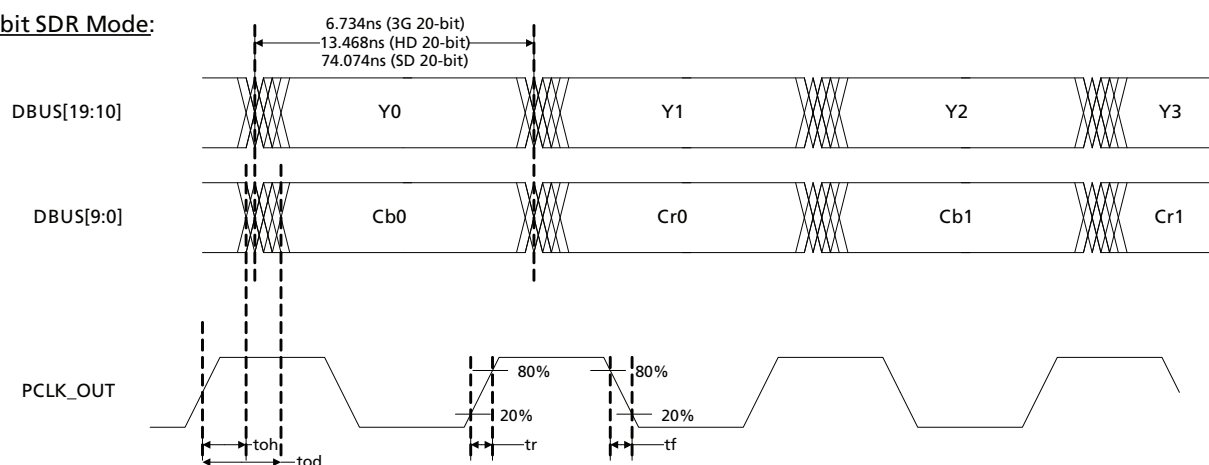 bit SDR Mode:
6.734ns (3G 20-bit)
13.468ns (HD 20-bit)
74.074ns (SD 20-bit)
DBUS[19:10]
Y0
Y1
Y2
Y3
DBUS[9:0]
Cb0
Cr0
Cb1
Cr1
PCLK_OUT
80%
80%
20%
20%
toh
tr
tf
tod